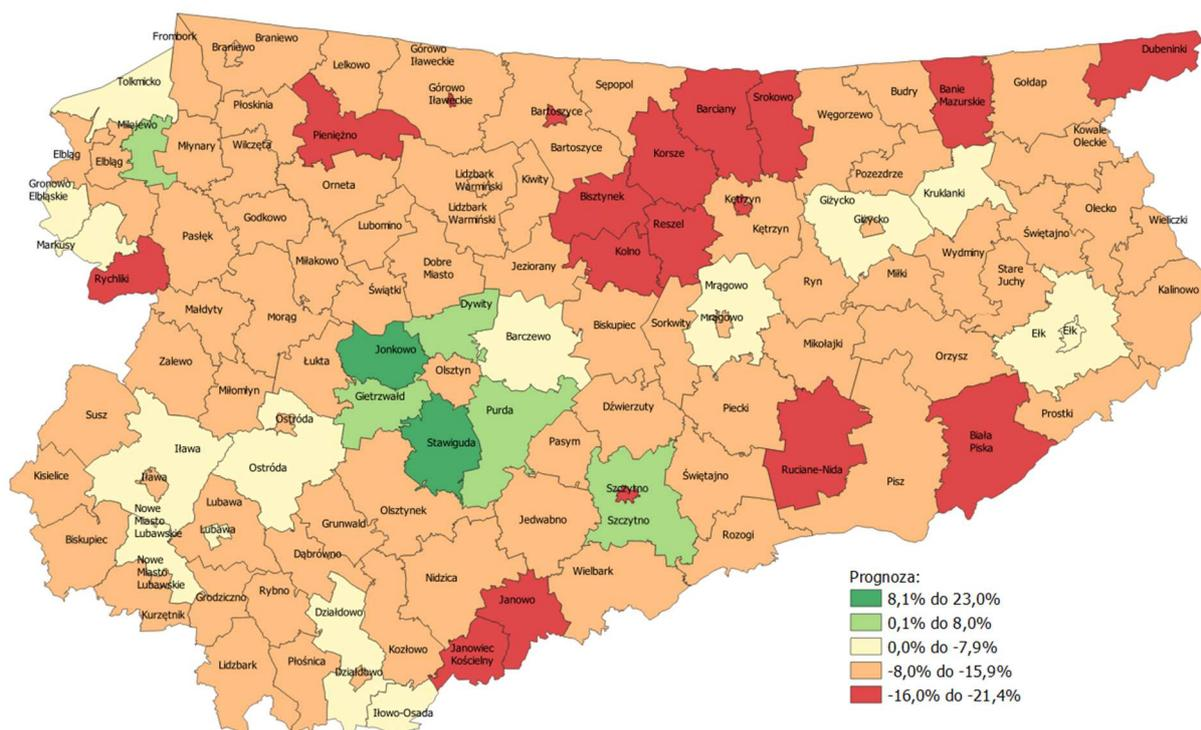 Frombork
Braniewo
Braniewo
Lelkowo
Górowo
Iławeckie
Sępopol
Dubeninki
Tolkmicko
Płoskinia
Górowo
Iławeckie
Bartoszyce
Barciany
Srokowo
Węgorzewo
Budry
Banie
Mazurskie
Gołdap
Milejewo
Pieniężno
Młynary
Wilczęta
Bartoszyce
Korsze
Kowale
Oleckie
Elbląg
Elbląg
Orneta
Lidzbark
Warmiński
Kiwity
Pozezdrze
Gronowo
Elbląskie
Godkowo
Lubomino
Lidzbark
Warmiński
Bisztynek
Reszel
Kętrzyn
Kętrzyn
Giżycko
Giżycko
Kruklanki
Olecko
Wieliczki
Markusy
Pasłęk
Świętajno
Rychliki
Miłakowo
Dobre
Miasto
Jeziorany
Kolno
Wydminy
Świątki
Mrągowo
Ryn
Miłki
Stare
Juchy
Kalinowo
Małdyty
Morąg
Dywity
Barczewo
Biskupiec
Sorkwity
Mrągowo
Ełk
Ełk
Zalewo
Łukta
Jonkowo
Olsztyn
Mikołajki
Orzysz
Miłomłyn
Gietrzwałd
Purda
Dźwierzuty
Piecki
Prostki
Susz
Ostróda
Iława
Stawiguda
Pasym
Biała
Piska
Ostróda
Kisielice
Iława
Świętajno
Ruciane-Nida
Pisz
Szczytno
Szczytno
Nowe
Miasto
Lubawskie
Lubawa
Lubawa
Grunwald
Olsztynek
Jedwabno
Rozogi
Biskupiec
Dąbrówno
Nowe
Miasto
Lubawskie
Nidzica
Wielbark
Grodziczno
Rybno
Kurzętnik
Działdowo
Janowo
Lidzbark
Płośnica
Działdowo
Kozłowo
Janowiec
Kościelny
Iłowo-Osada
Prognoza:
8,1% do 23,0%
0,1% do 8,0%
0,0% do -7,9%
-8,0% do -15,9%
-16,0% do -21,4%